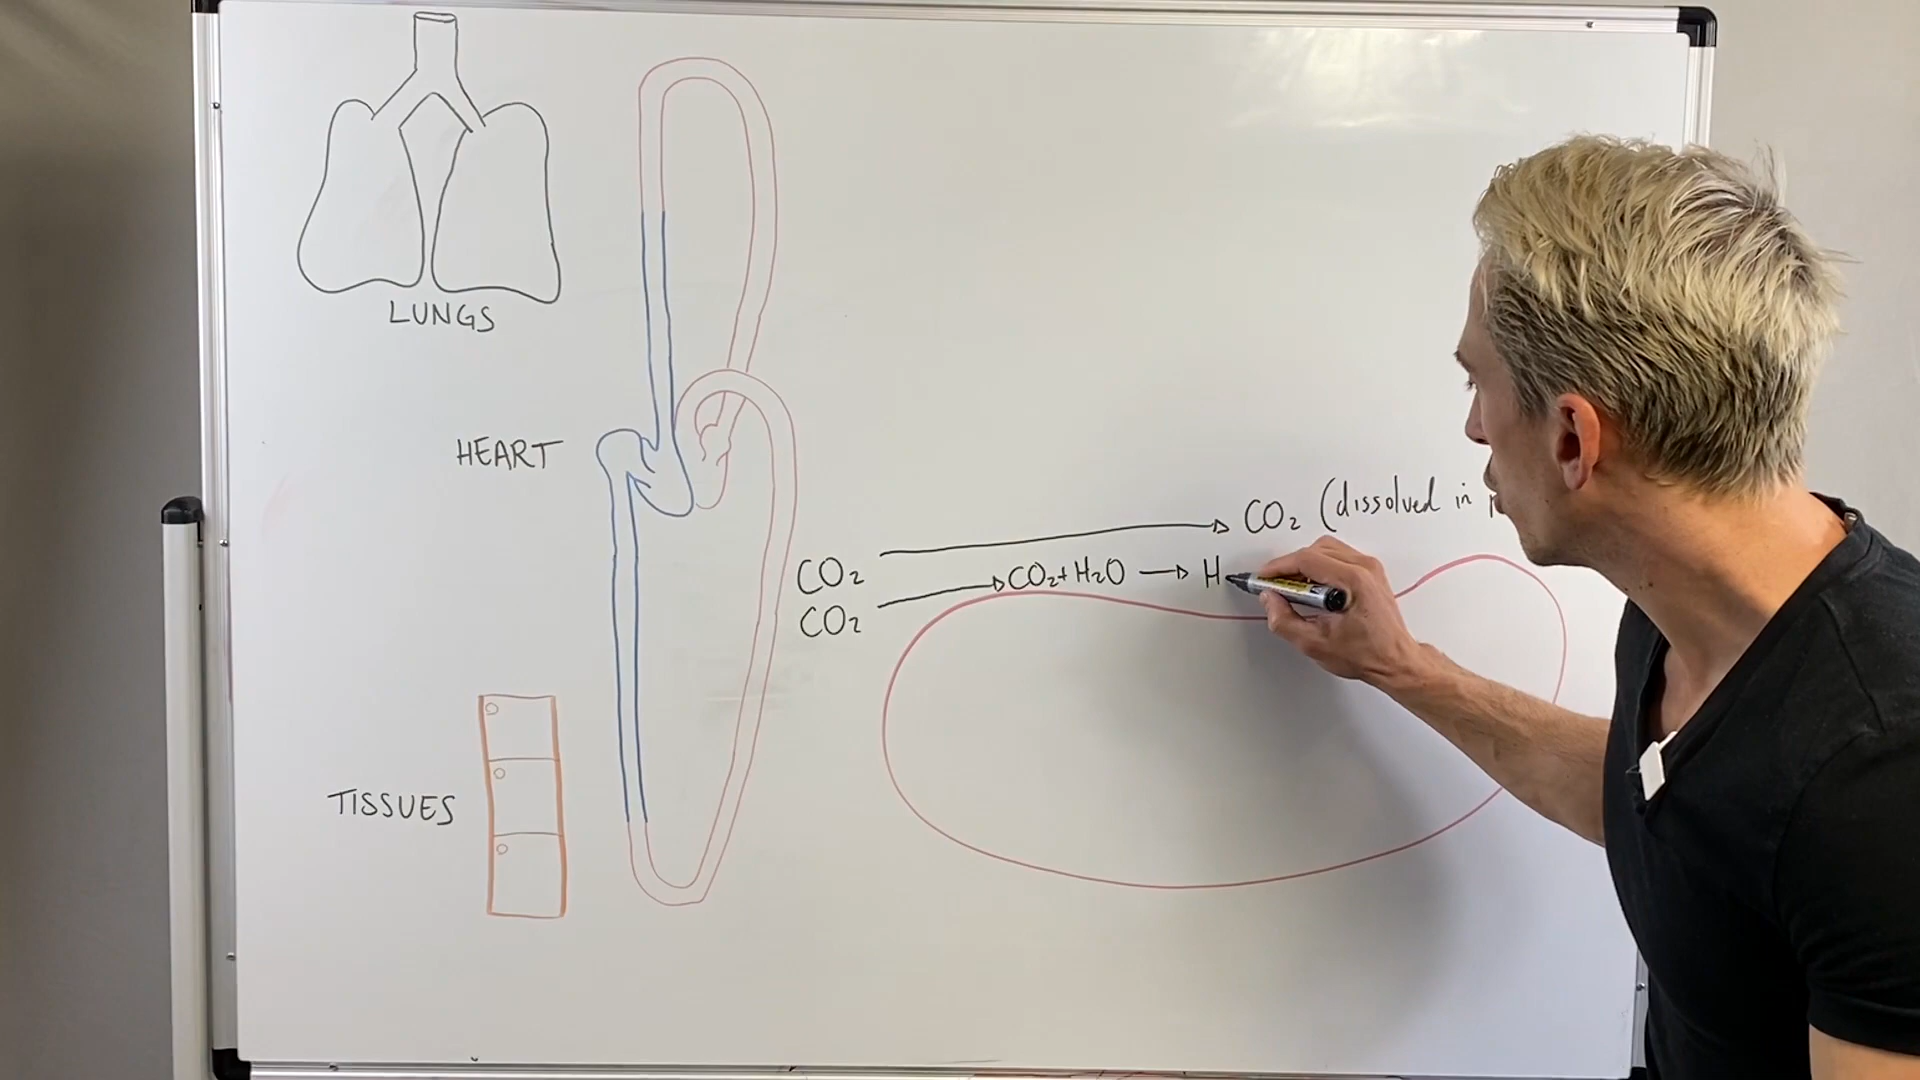 LUNGS
HEART
CO₂ (dissolved in
CO₂
CO₂+H₂O → H
CO₂
TISSUES